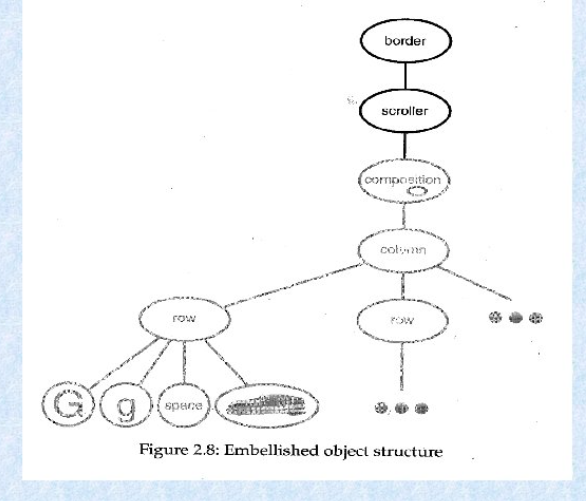 border
scroller
composition
column
row
row
G g space
Figure 2.8: Embellished object structure